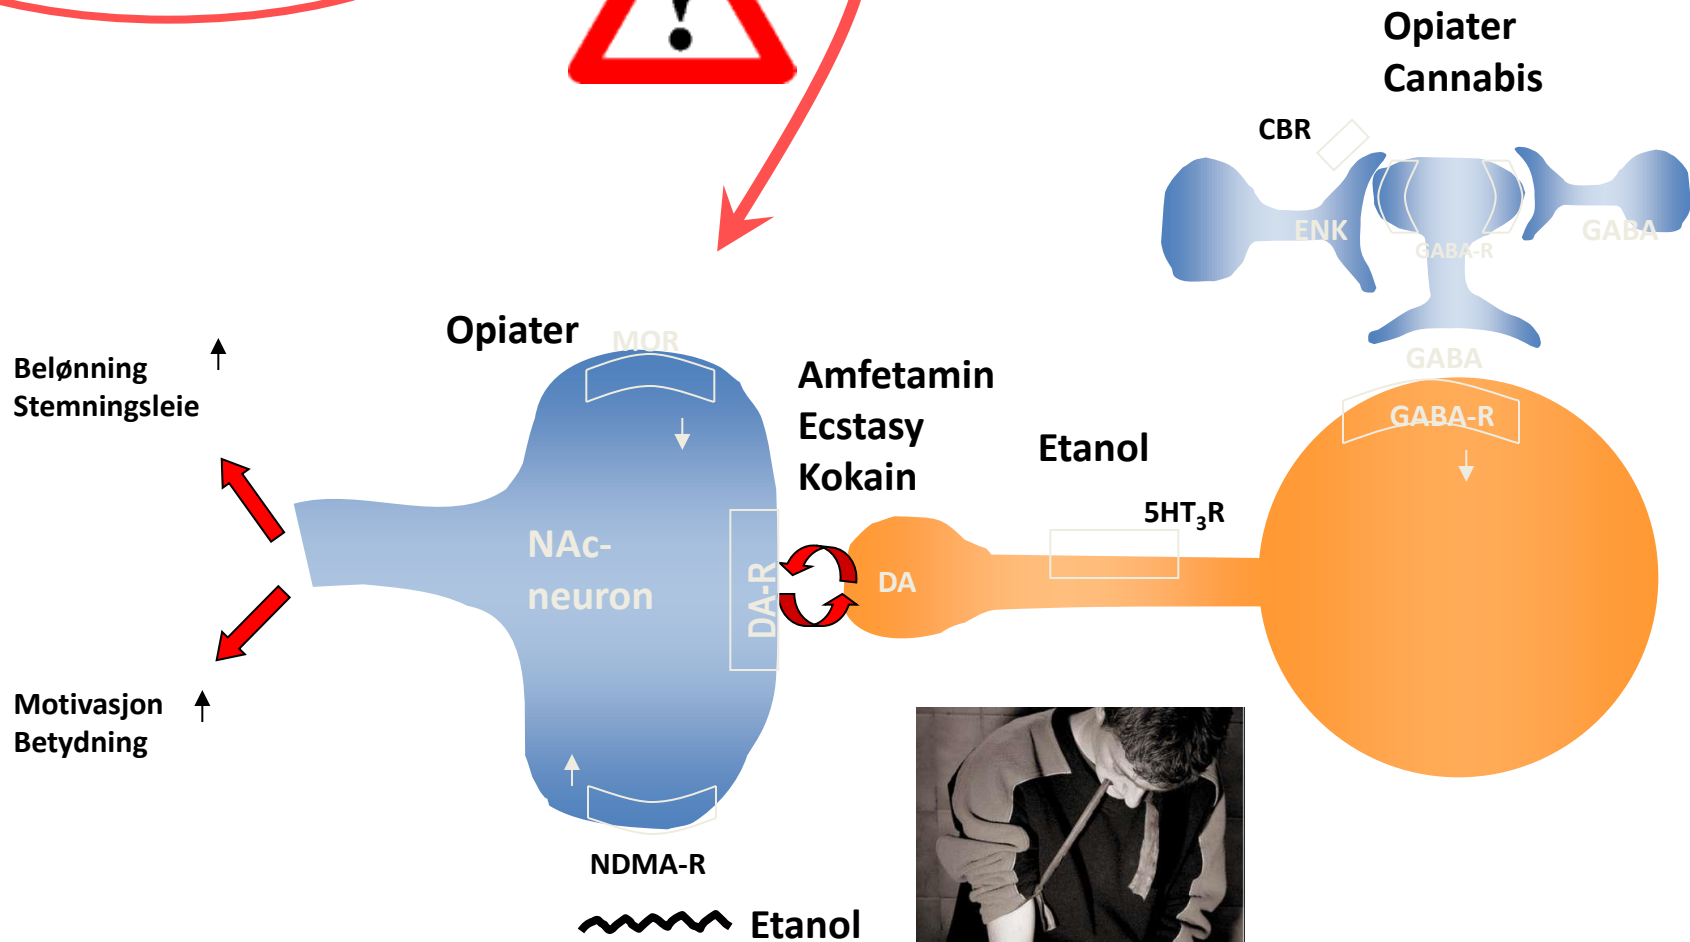 Opiater
Cannabis
CBR
ENK
GABA-R
GABA
GABA
GABA-R
Opiater
MOR
Belønning
Stemningsleie
Amfetamin
Ecstasy
Kokain
Etanol
5HT₃R
NAc-
neuron
DA-R
DA
Motivasjon
Betydning
NDMA-R
Etanol